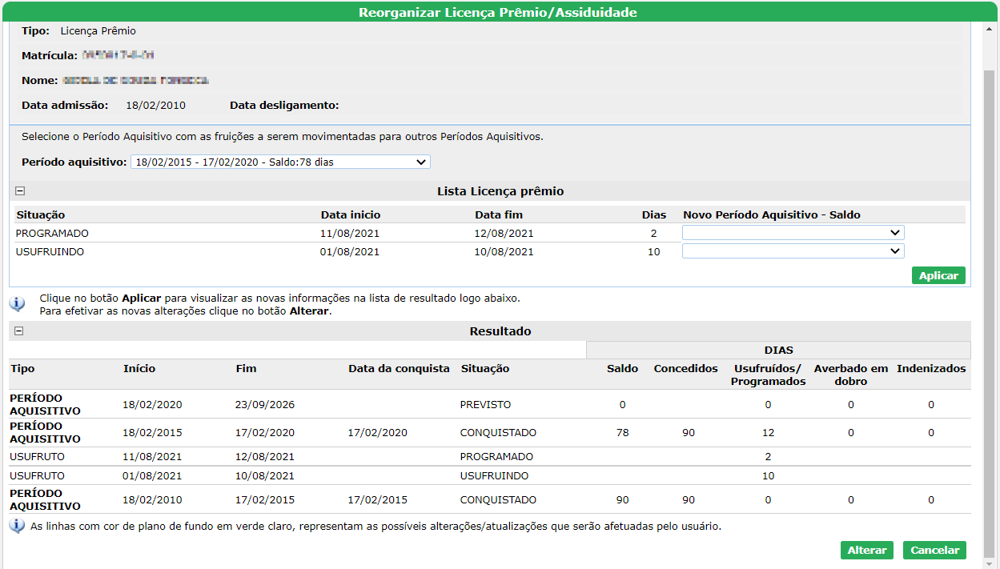 Reorganizar Licença Prêmio/Assiduidade
Tipo: Licença Prêmio
Matrícula:
Nome:
Data admissão: 18/02/2010 Data desligamento:
Selecione o Período Aquisitivo com as fruições a serem movimentadas para outros Períodos Aquisitivos.
Período aquisitivo: 18/02/2015 - 17/02/2020 - Saldo:78 dias
Lista Licença prêmio
Situação Data inicio Data fim Dias Novo Período Aquisitivo - Saldo
PROGRAMADO 11/08/2021 12/08/2021 2
USUFRUINDO 01/08/2021 10/08/2021 10
Aplicar
Clique no botão Aplicar para visualizar as novas informações na lista de resultado logo abaixo.
Para efetivar as novas alterações clique no botão Alterar.
Resultado
DIAS
Tipo Início Fim Data da conquista Situação Saldo Concedidos Usufruídos/ Averbado em Indenizados
Programados dobro
PERÍODO
AQUISITIVO 18/02/2020 23/09/2026 PREVISTO 0 0 0 0
PERÍODO
AQUISITIVO 18/02/2015 17/02/2020 17/02/2020 CONQUISTADO 78 90 12 0 0
USUFRUTO 11/08/2021 12/08/2021 PROGRAMADO 2
USUFRUTO 01/08/2021 10/08/2021 USUFRUINDO 10
PERÍODO
AQUISITIVO 18/02/2010 17/02/2015 17/02/2015 CONQUISTADO 90 90 0 0 0
As linhas com cor de plano de fundo em verde claro, representam as possíveis alterações/atualizações que serão afetuadas pelo usuário.
Alterar Cancelar